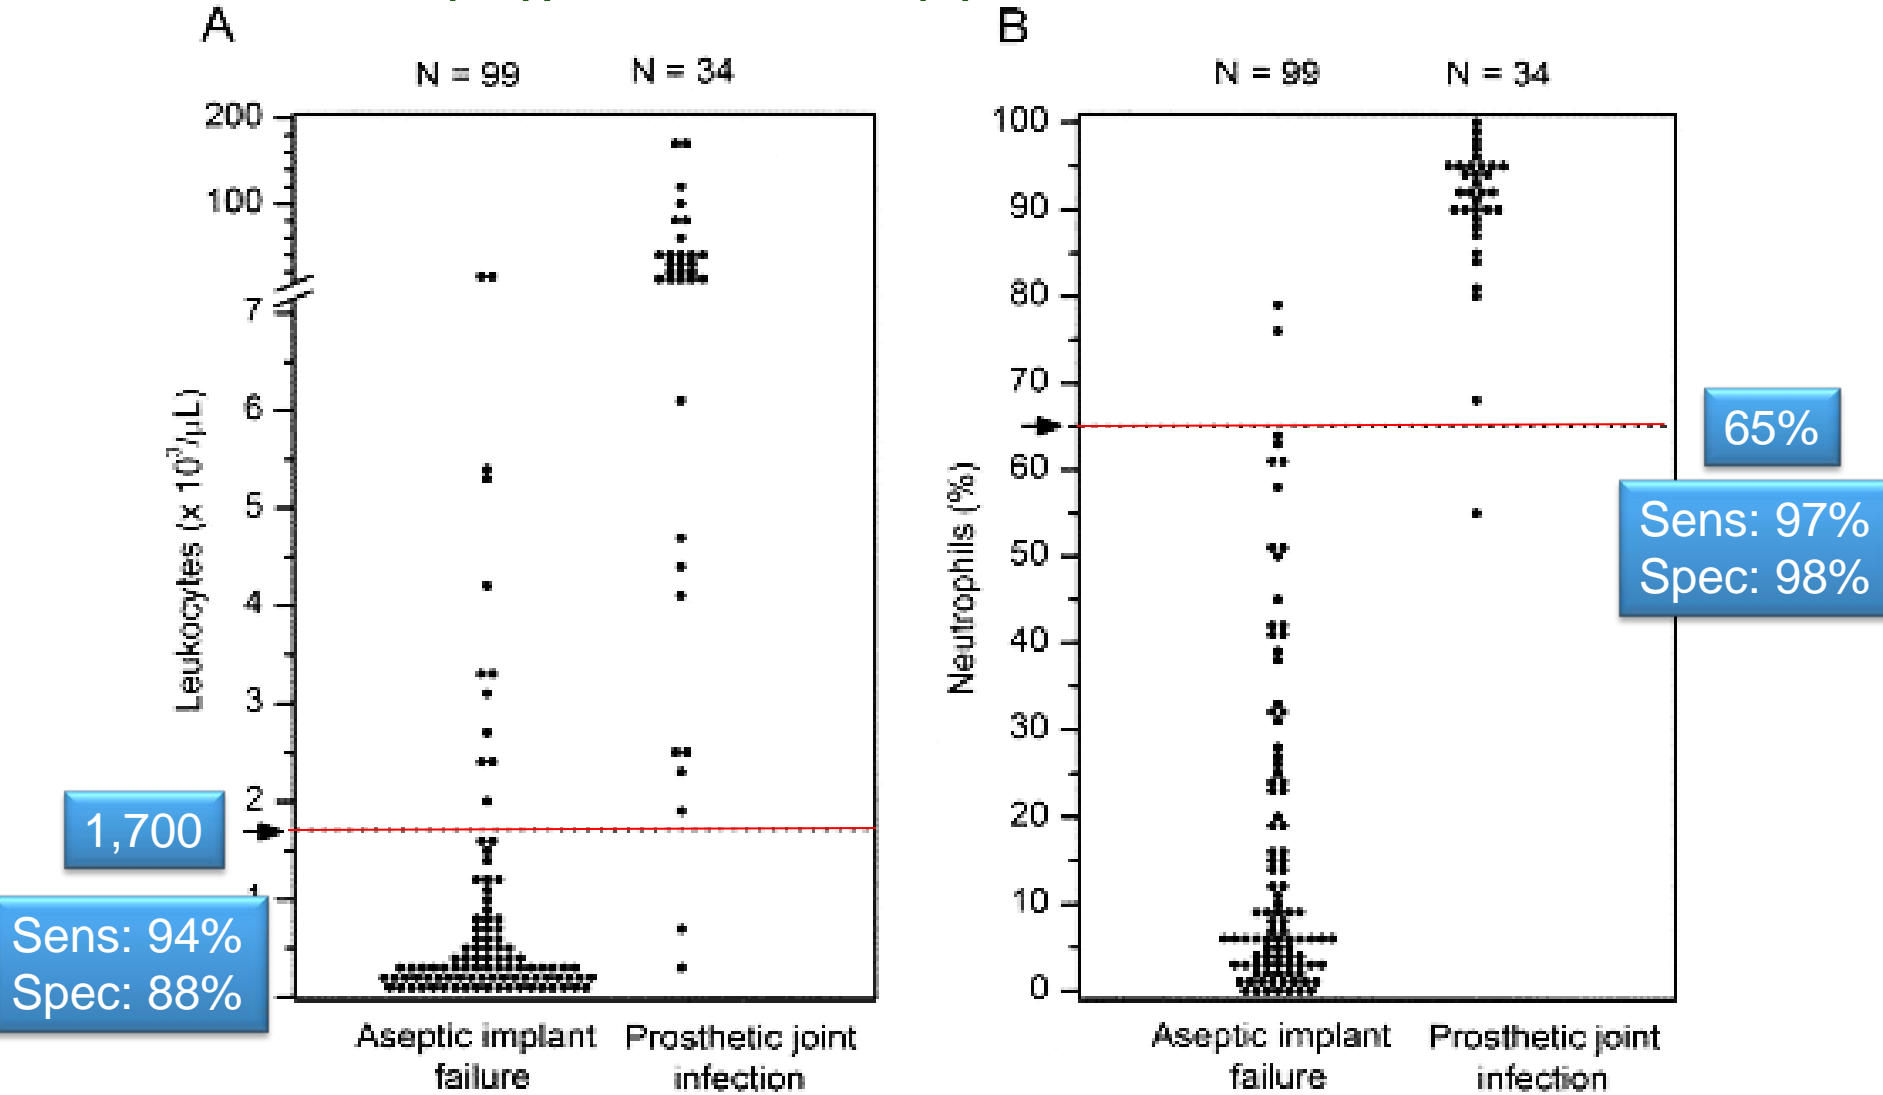 A
N = 99
N = 34
200
100
7
6
5
4
3
2
1
Leukocytes (x 10³/µL)
1,700
Sens: 94%
Spec: 88%
Aseptic implant
failure
Prosthetic joint
infection
B
N = 99
N = 34
100
90
80
70
60
50
40
30
20
10
0
Neutrophils (%)
65%
Sens: 97%
Spec: 98%
Aseptic implant
failure
Prosthetic joint
infection